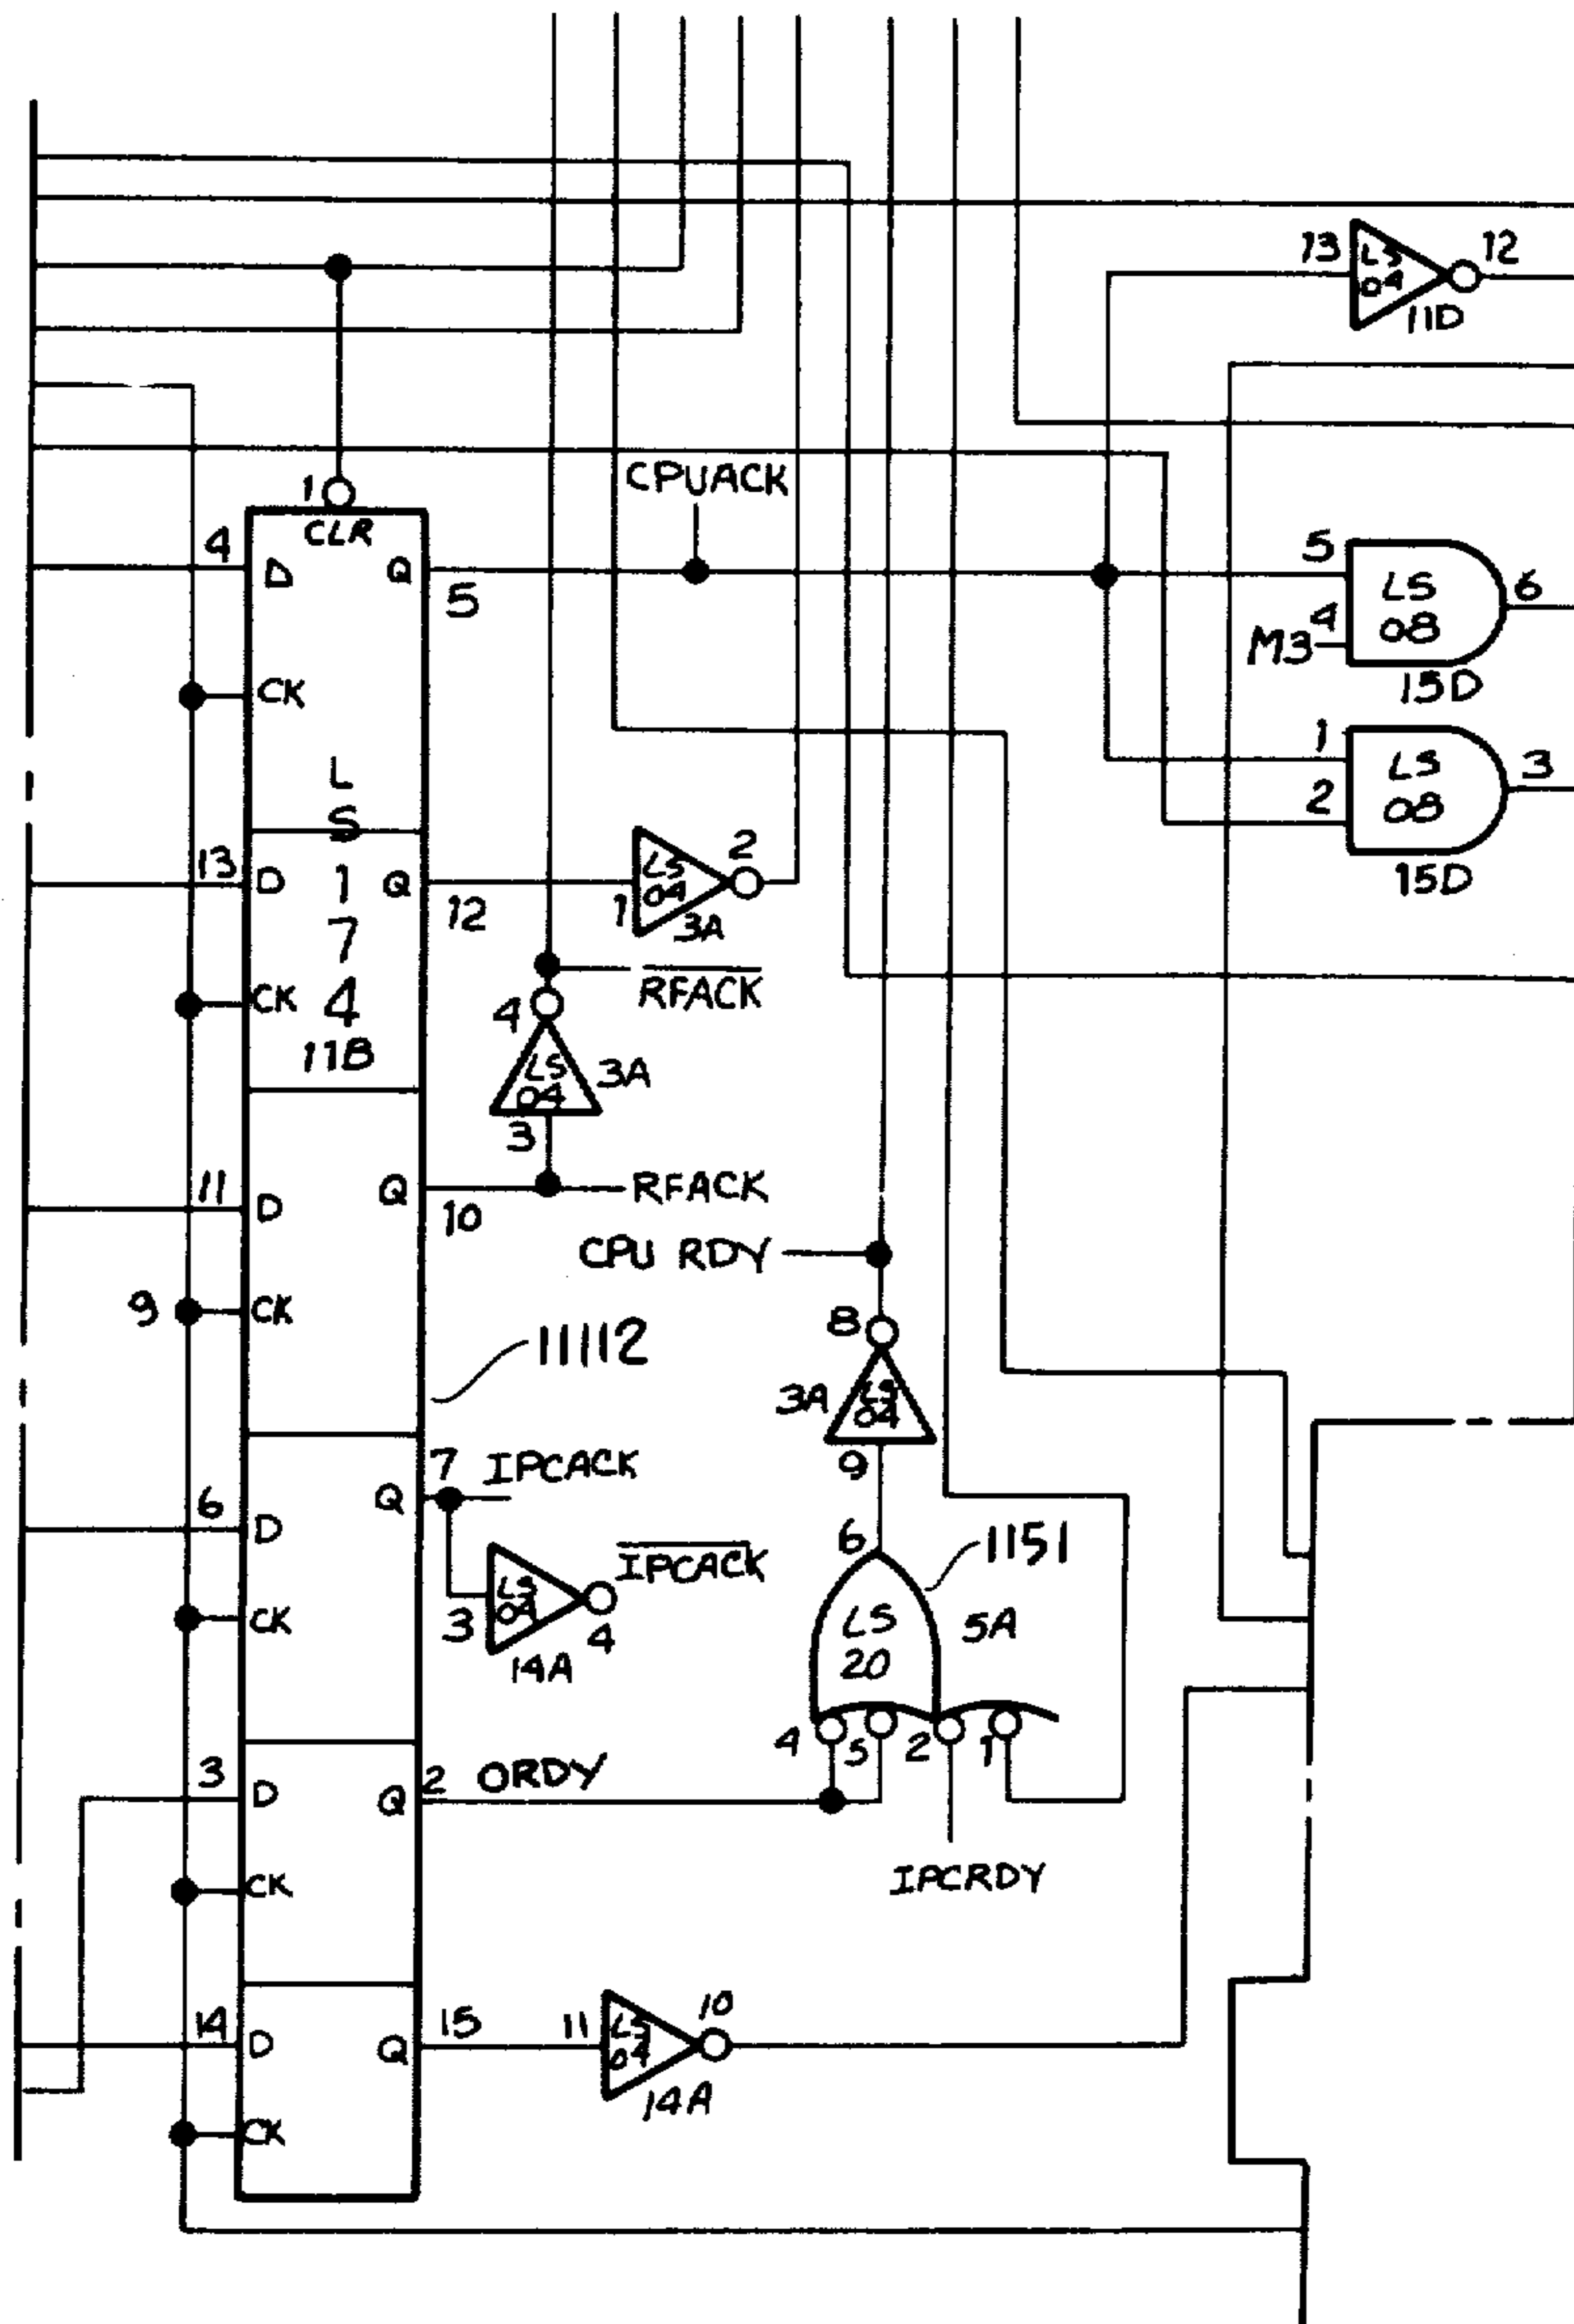 13
LS
04
12
11D
CPUACK
1
CLR
4
D
Q
5
5
LS
08
6
4
M3
15D
CK
1
LS
08
3
2
15D
L
S
1
7
4
11B
13
D
Q
12
1
LS
04
2
3A
CK
RFACK
4
LS
04
3A
3
11
D
Q
10
RFACK
CPU RDY
9
CK
8
11112
3A
LS
04
9
7
IPCACK
Q
6
D
6
1151
IPCACK
3
LS
04
4
14A
LS
20
5A
CK
4
5
2
1
3
D
Q
2
ORDY
IPCRDY
CK
14
D
Q
15
11
LS
04
10
14A
CK